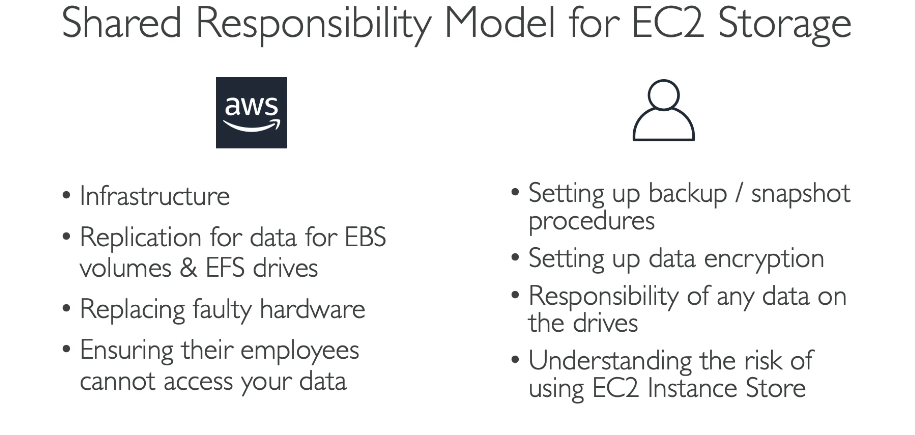 Shared Responsibility Model for EC2 Storage
aws
• Infrastructure
• Replication for data for EBS
volumes & EFS drives
• Replacing faulty hardware
• Ensuring their employees
cannot access your data
• Setting up backup / snapshot
procedures
• Setting up data encryption
• Responsibility of any data on
the drives
• Understanding the risk of
using EC2 Instance Store